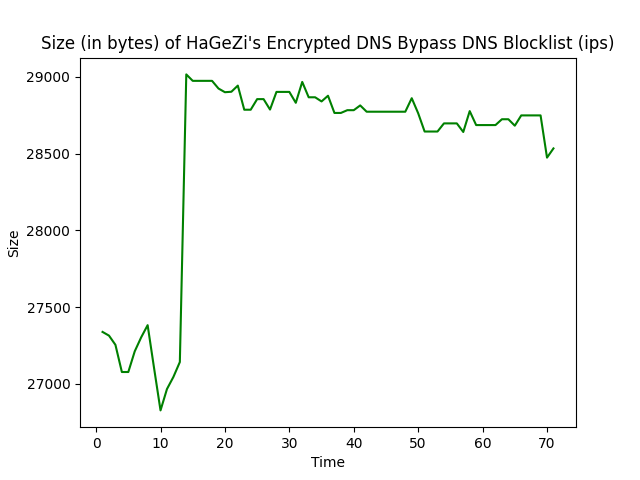 Size (in bytes) of HaGeZi's Encrypted DNS Bypass DNS Blocklist (ips)
29000
28500
28000
27500
27000
Size
0 10 20 30 40 50 60 70
Time